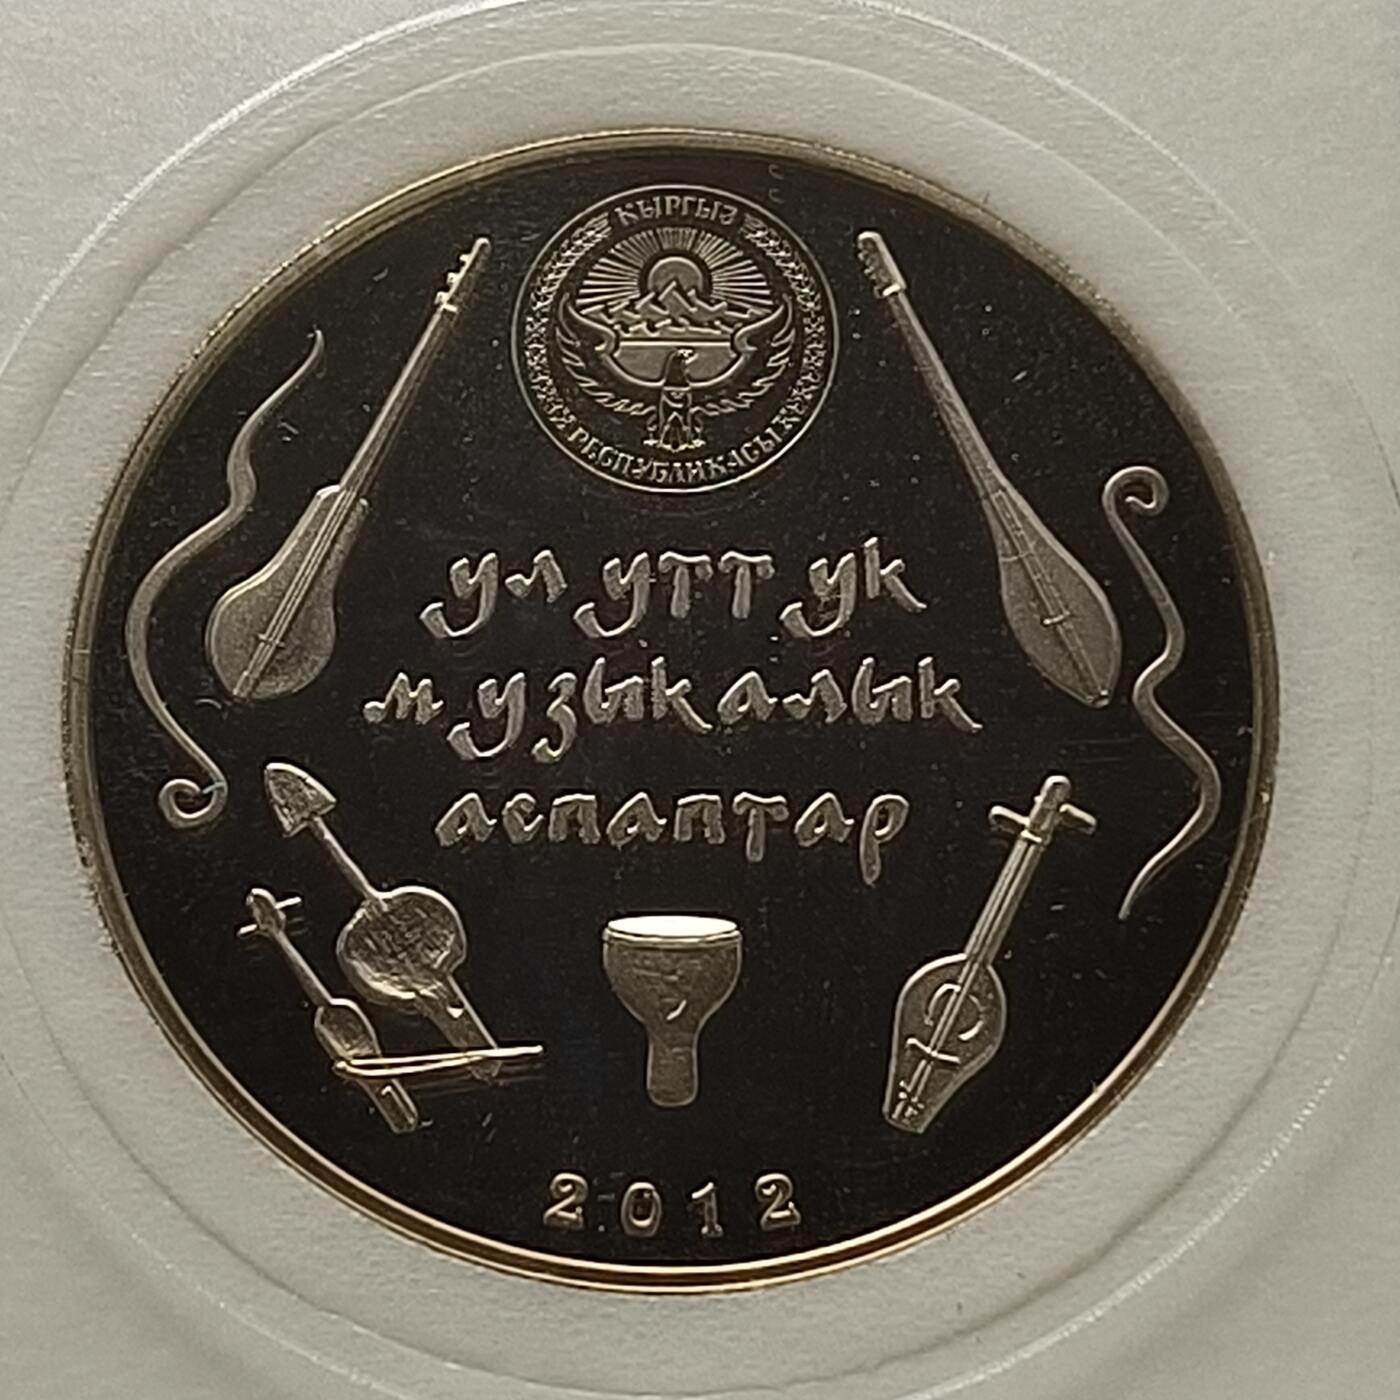 КЫРГЫЗ
РЕСПУБЛИКАСЫ
улуттук
музыкалык
аспаптар
2012